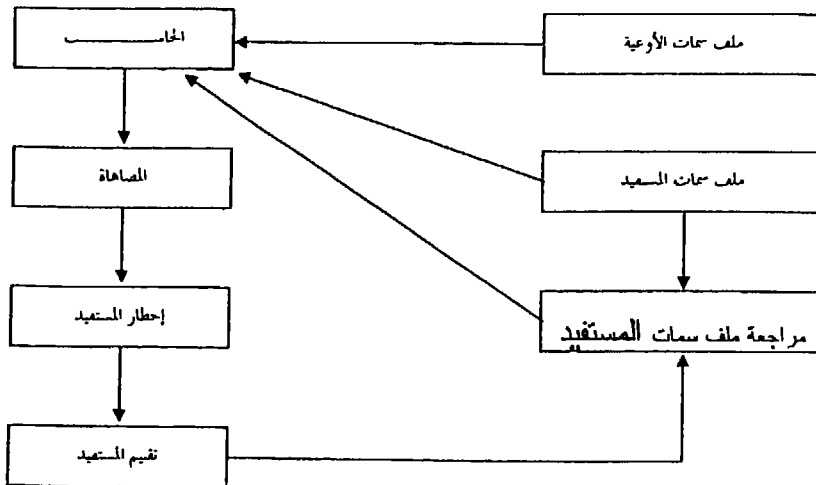 ملف سمات الأوعية
الحاسب
ملف سمات المستفيد
المضاهاة
إخطار المستفيد
مراجعة ملف سمات المستفيد
تقييم المستفيد